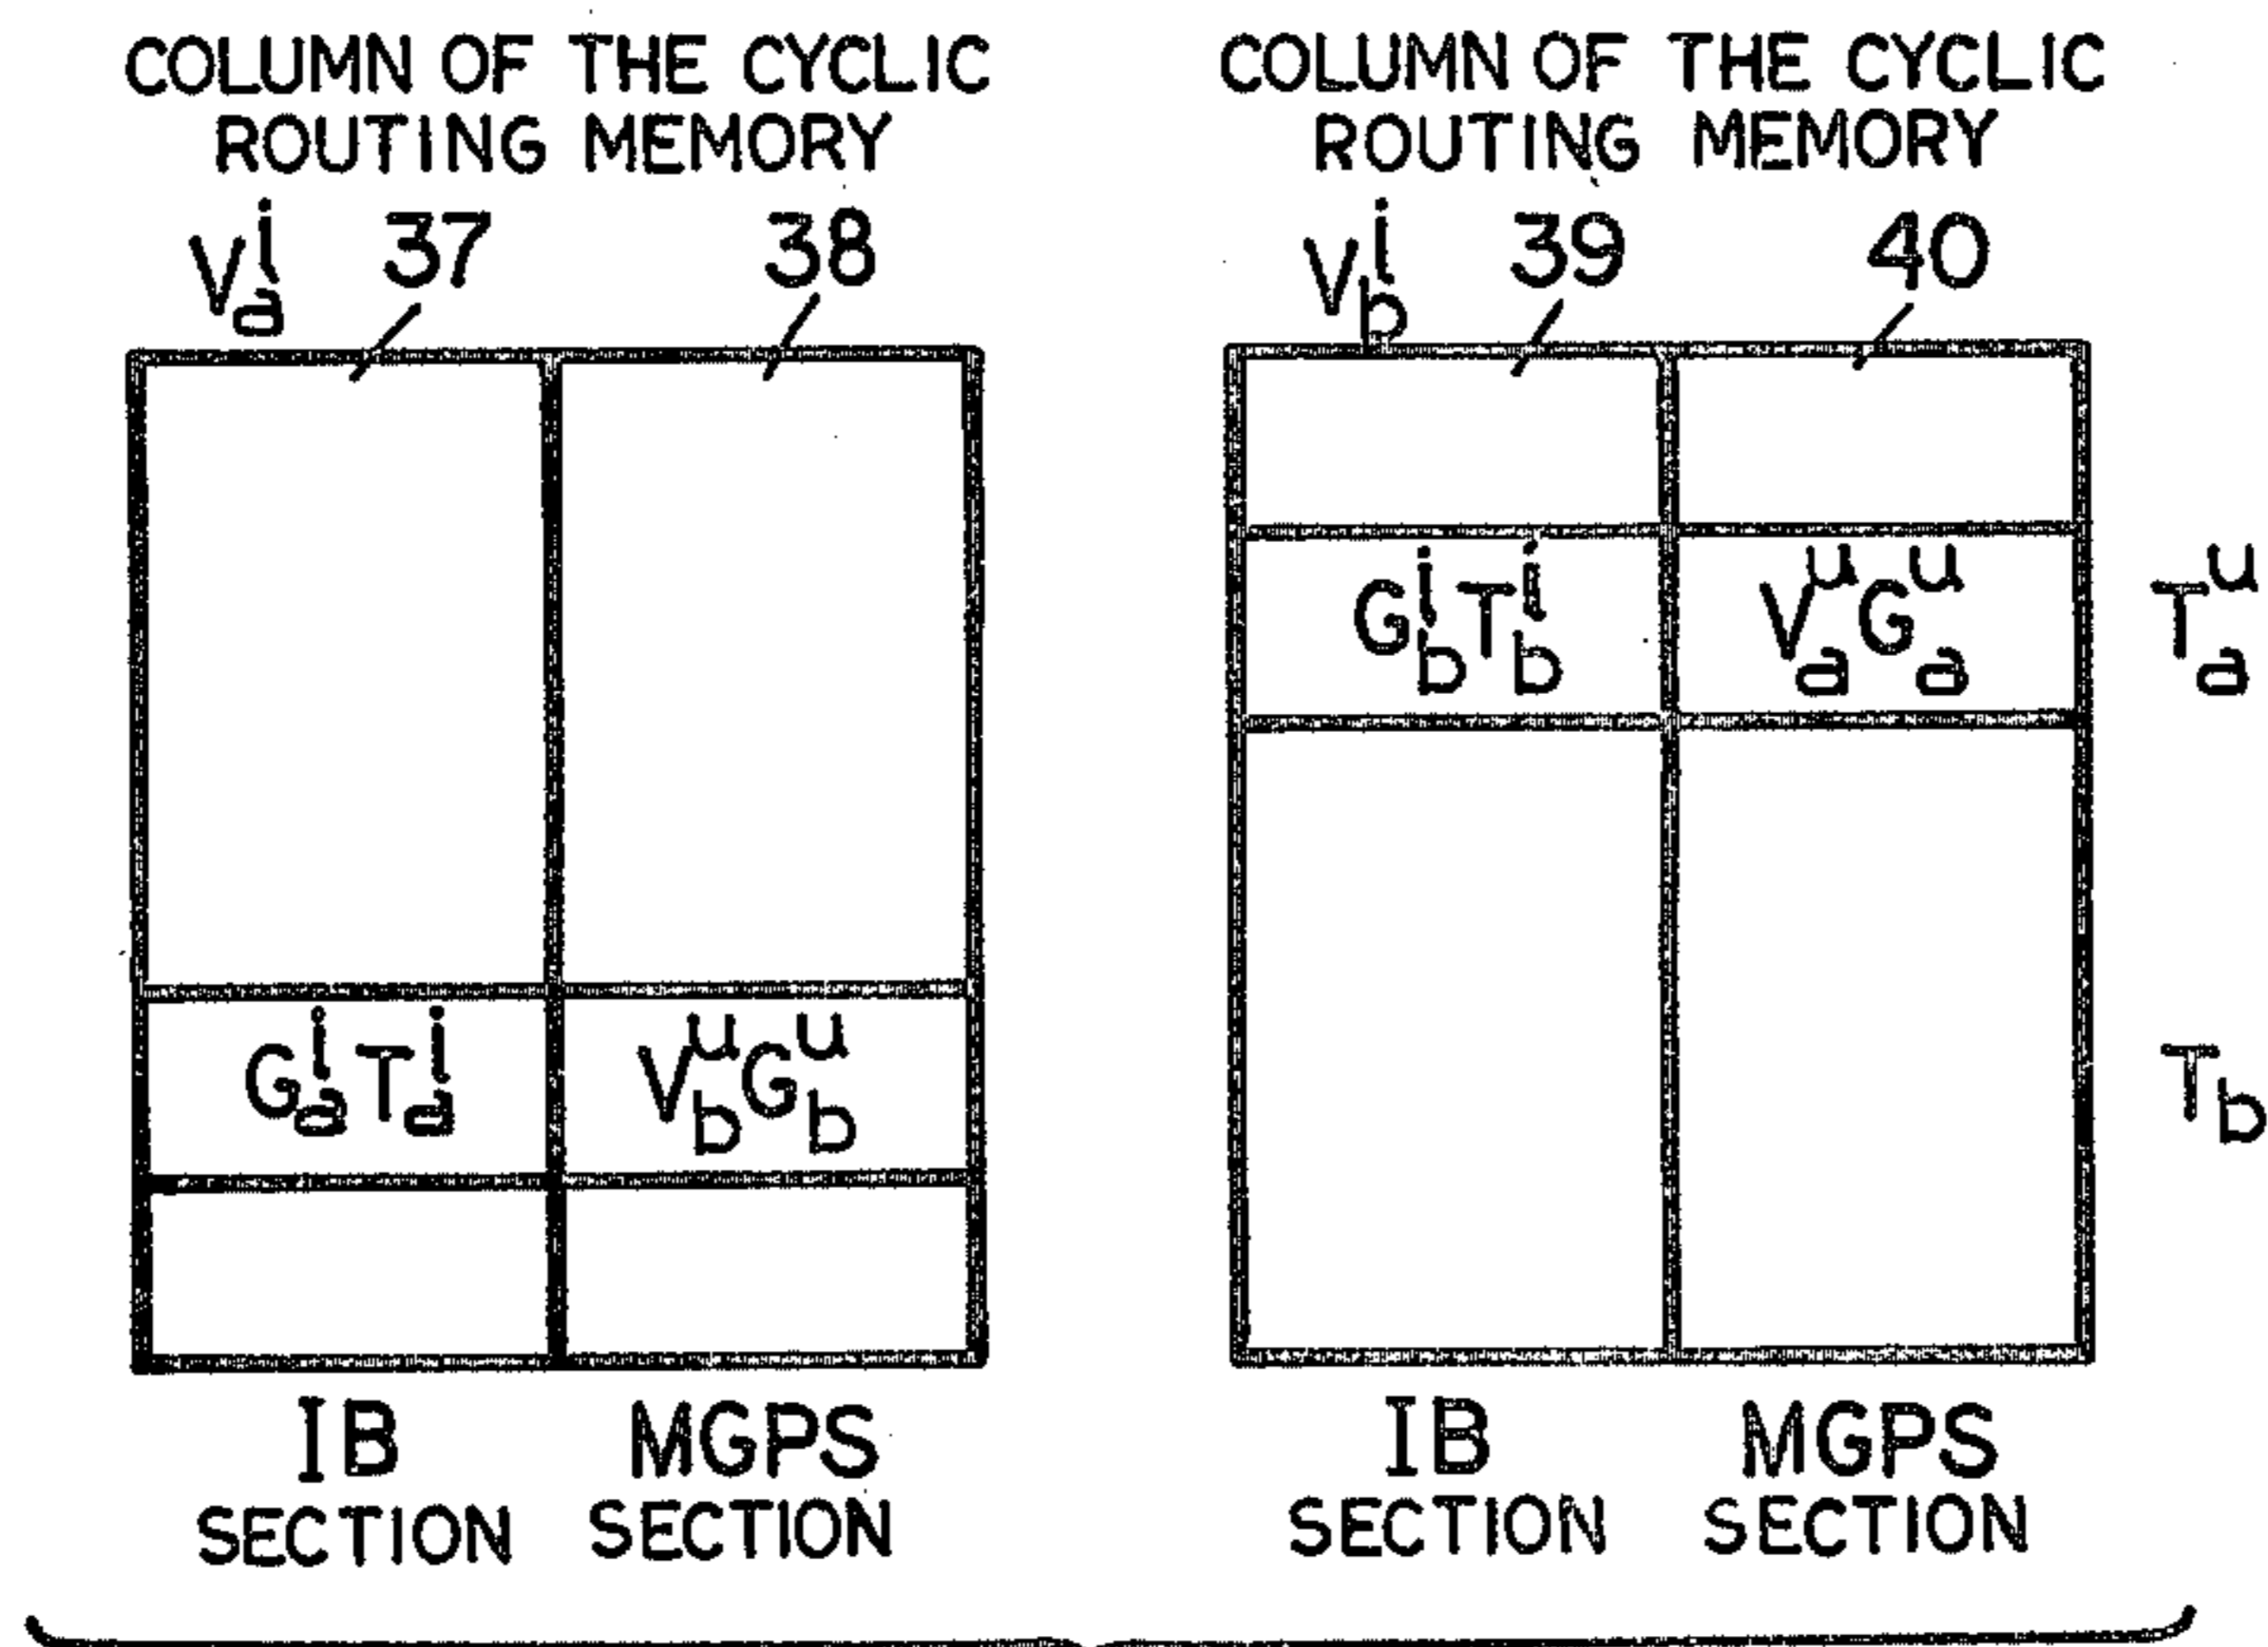 COLUMN OF THE CYCLIC
ROUTING MEMORY
V_a^i 37 38
G_a^i T_a^i V_b^u G_b^u
IB SECTION
MGPS SECTION
COLUMN OF THE CYCLIC
ROUTING MEMORY
V_b^i 39 40
G_b^i T_b^i V_a^u G_a^u T_a^u
T_b
IB SECTION
MGPS SECTION